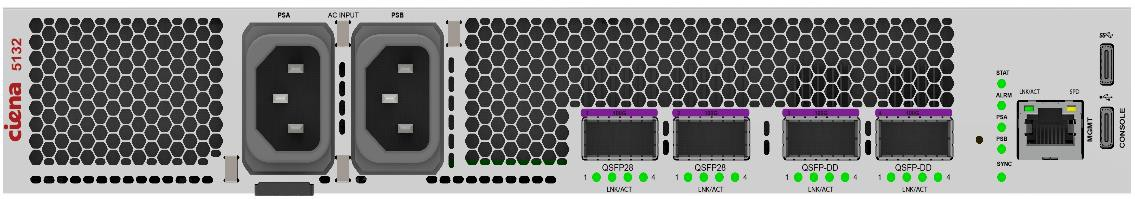 ciena 5132
PSA
AC INPUT
PSB
QSFP28
1 4
LNK/ACT
QSFP28
1 4
LNK/ACT
QSFP-DD
1 4
LNK/ACT
QSFP-DD
1 4
LNK/ACT
STAT
ALRM
PSA
PSB
SYNC
LNK/ACT
SPD
MGMT
CONSOLE